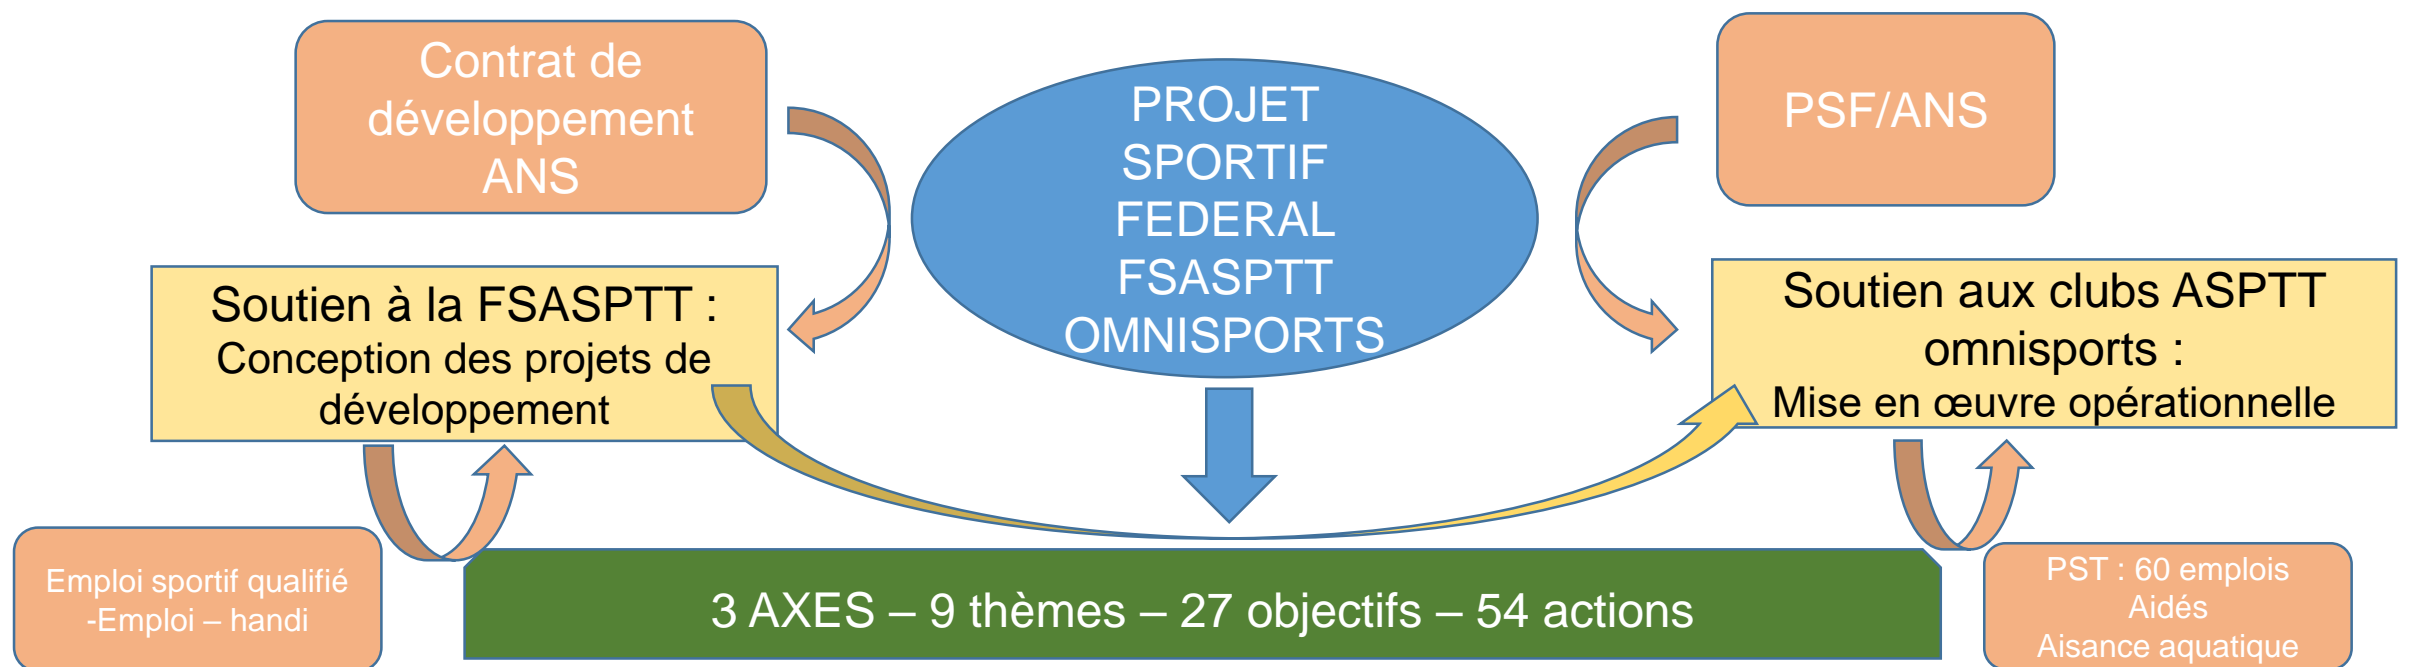 Contrat de
développement
ANS
PROJET
SPORTIF
FEDERAL
FSASPTT
OMNISPORTS
PSF/ANS
Soutien à la FSASPTT :
Conception des projets de
développement
Soutien aux clubs ASPTT
omnisports :
Mise en œuvre opérationnelle
Emploi sportif qualifié
-Emploi – handi
3 AXES – 9 thèmes – 27 objectifs – 54 actions
PST : 60 emplois
Aidés
Aisance aquatique